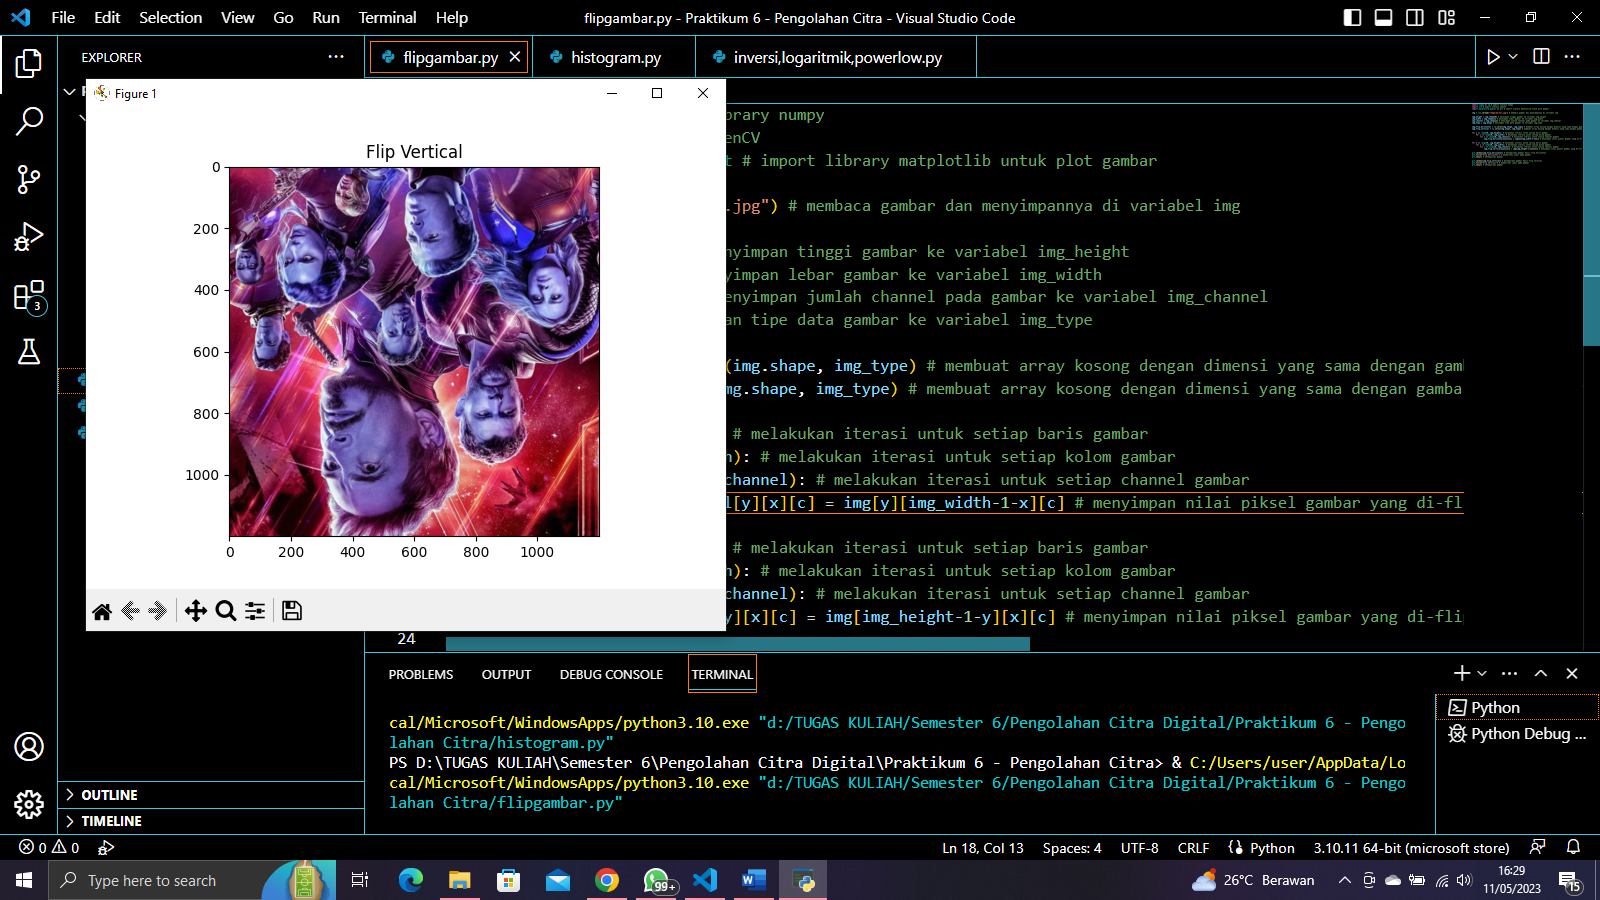 File Edit Selection View Go Run Terminal Help
flipgambar.py - Praktikum 6 - Pengolahan Citra - Visual Studio Code
EXPLORER
flipgambar.py
histogram.py
inversi,logaritmik,powerlow.py
Figure 1
Flip Vertical
0
200
400
600
800
1000
0 200 400 600 800 1000
brary numpy
enCV
t # import library matplotlib untuk plot gambar
.jpg") # membaca gambar dan menyimpannya di variabel img
nyimpan tinggi gambar ke variabel img_height
yimpan lebar gambar ke variabel img_width
enyimpan jumlah channel pada gambar ke variabel img_channel
an tipe data gambar ke variabel img_type
(img.shape, img_type) # membuat array kosong dengan dimensi yang sama dengan gam
mg.shape, img_type) # membuat array kosong dengan dimensi yang sama dengan gamba
# melakukan iterasi untuk setiap baris gambar
h): # melakukan iterasi untuk setiap kolom gambar
channel): # melakukan iterasi untuk setiap channel gambar
l[y][x][c] = img[y][img_width-1-x][c] # menyimpan nilai piksel gambar yang di-fl
# melakukan iterasi untuk setiap baris gambar
h): # melakukan iterasi untuk setiap kolom gambar
channel): # melakukan iterasi untuk setiap channel gambar
y][x][c] = img[img_height-1-y][x][c] # menyimpan nilai piksel gambar yang di-flip
24
3
PROBLEMS OUTPUT DEBUG CONSOLE TERMINAL
cal/Microsoft/WindowsApps/python3.10.exe "d:/TUGAS KULIAH/Semester 6/Pengolahan Citra Digital/Praktikum 6 - Pengo
lahan Citra/histogram.py"
PS D:\TUGAS KULIAH\Semester 6\Pengolahan Citra Digital\Praktikum 6 - Pengolahan Citra> & C:/Users/user/AppData/Lo
cal/Microsoft/WindowsApps/python3.10.exe "d:/TUGAS KULIAH/Semester 6/Pengolahan Citra Digital/Praktikum 6 - Pengo
lahan Citra/flipgambar.py"
Python
Python Debug ...
OUTLINE
TIMELINE
0 0
Ln 18, Col 13 Spaces: 4 UTF-8 CRLF Python 3.10.11 64-bit (microsoft store)
Type here to search
99+
26°C Berawan
16:29
11/05/2023
15